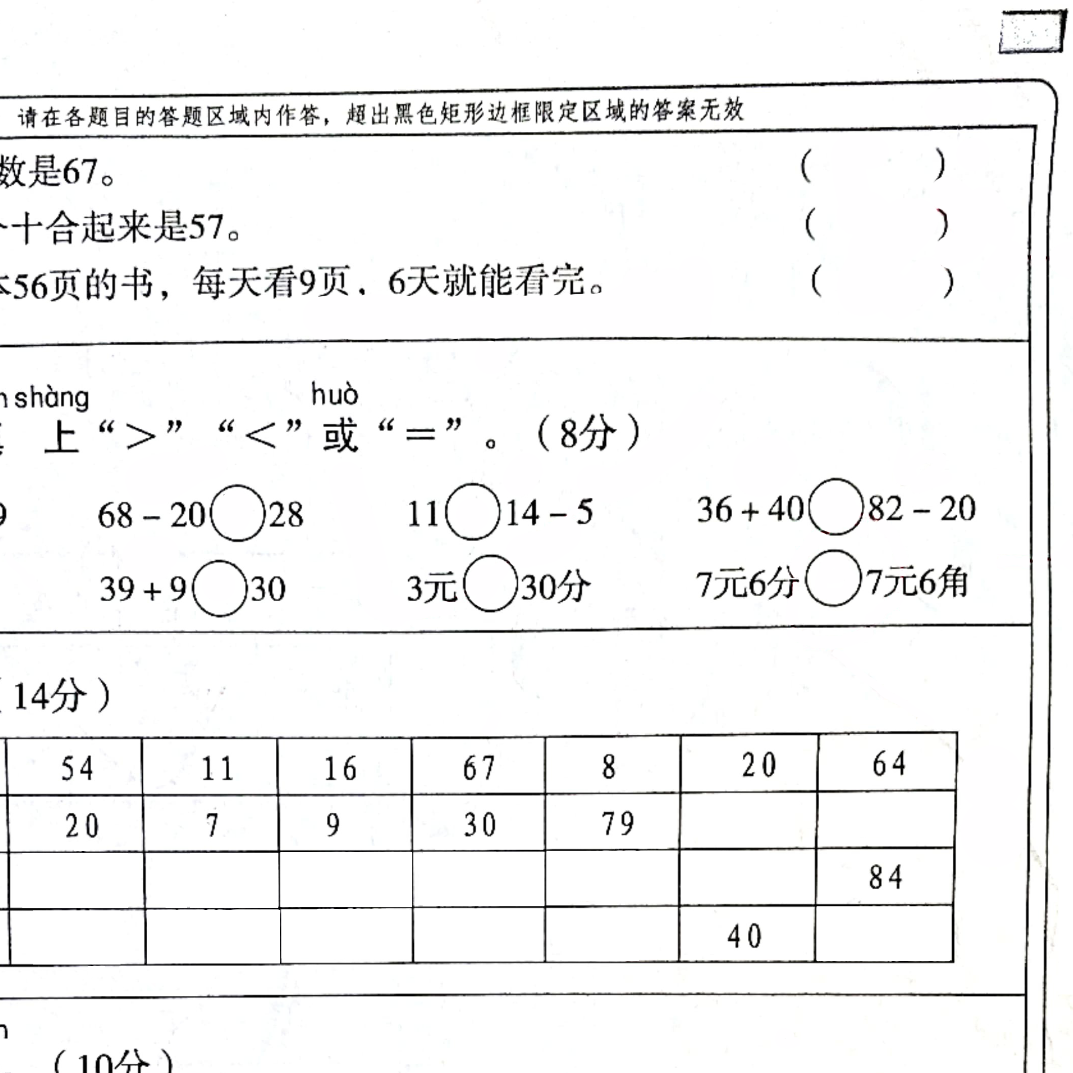 请在各题目的答题区域内作答，超出黑色矩形边框限定区域的答案无效
数是67。 （ ）
十合起来是57。 （ ）
56页的书，每天看9页．6天就能看完。 （ ）
shàng huò
上“＞”“＜”或“＝”。（8分）
68－20○28 11○14－5 36＋40○82－20
39＋9○30 3元○30分 7元6分○7元6角
（14分）
54 11 16 67 8 20 64
20 7 9 30 79
84
40
（10分）